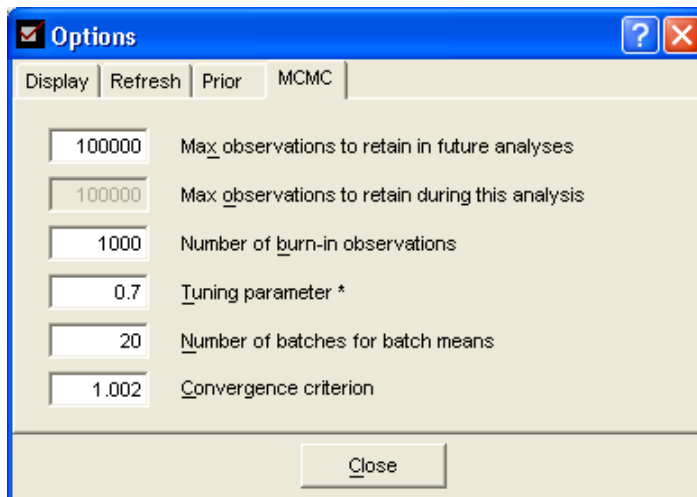 Options
?
Display Refresh Prior MCMC
100000 Max observations to retain in future analyses
100000 Max observations to retain during this analysis
1000 Number of burn-in observations
0.7 Tuning parameter *
20 Number of batches for batch means
1.002 Convergence criterion
Close